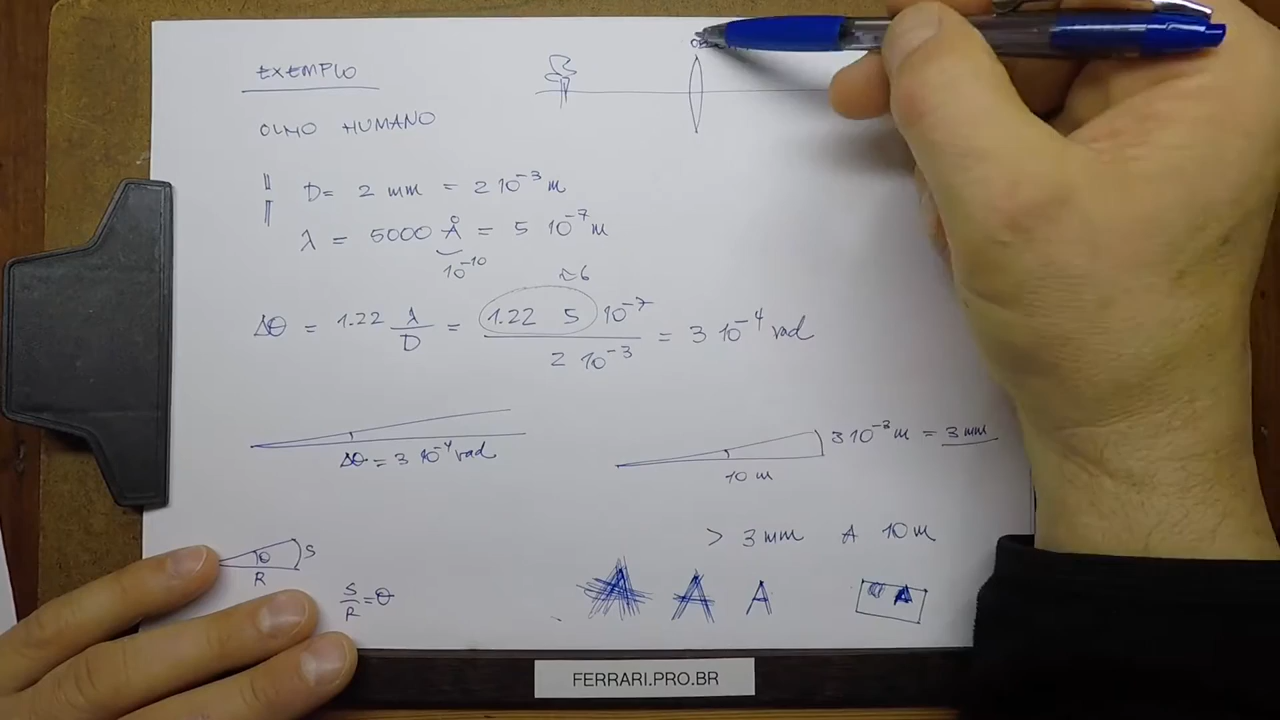 EXEMPLO
OLHO HUMANO
D = 2 mm = 2 10⁻³ m
λ = 5000 Å = 5 10⁻⁷ m
10⁻¹⁰
≈6
Δθ = 1.22 λ/D = 1.22 5 10⁻⁷ / 2 10⁻³ = 3 10⁻⁴ rad
Δθ = 3 10⁻⁴ rad
3 10⁻³ m = 3 mm
10 m
> 3 mm A 10 m
θ S
R
S/R = θ
A A A
A
FERRARI.PRO.BR